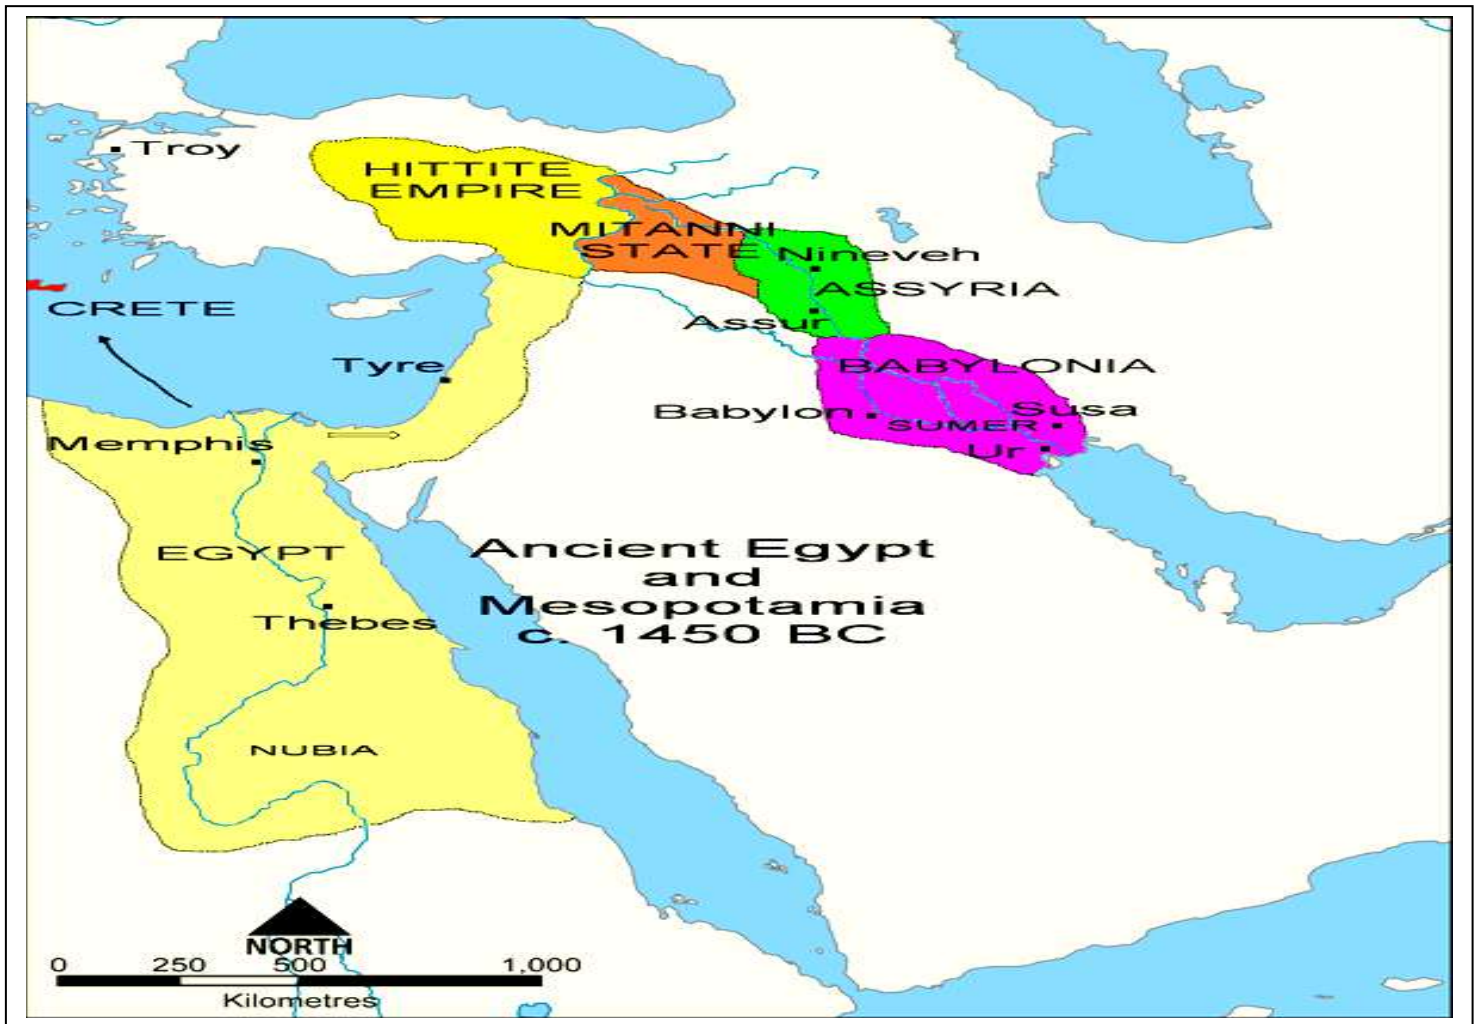 Troy
HITTITE
EMPIRE
MITANNI
STATE
Nineveh
ASSYRIA
CRETE
Assur
Tyre
BABYLONIA
Babylon
Susa
SUMER
Memphis
Ur
EGYPT
Ancient Egypt
and
Mesopotamia
c. 1450 BC
Thebes
NUBIA
NORTH
0 250 500 1,000
Kilometres